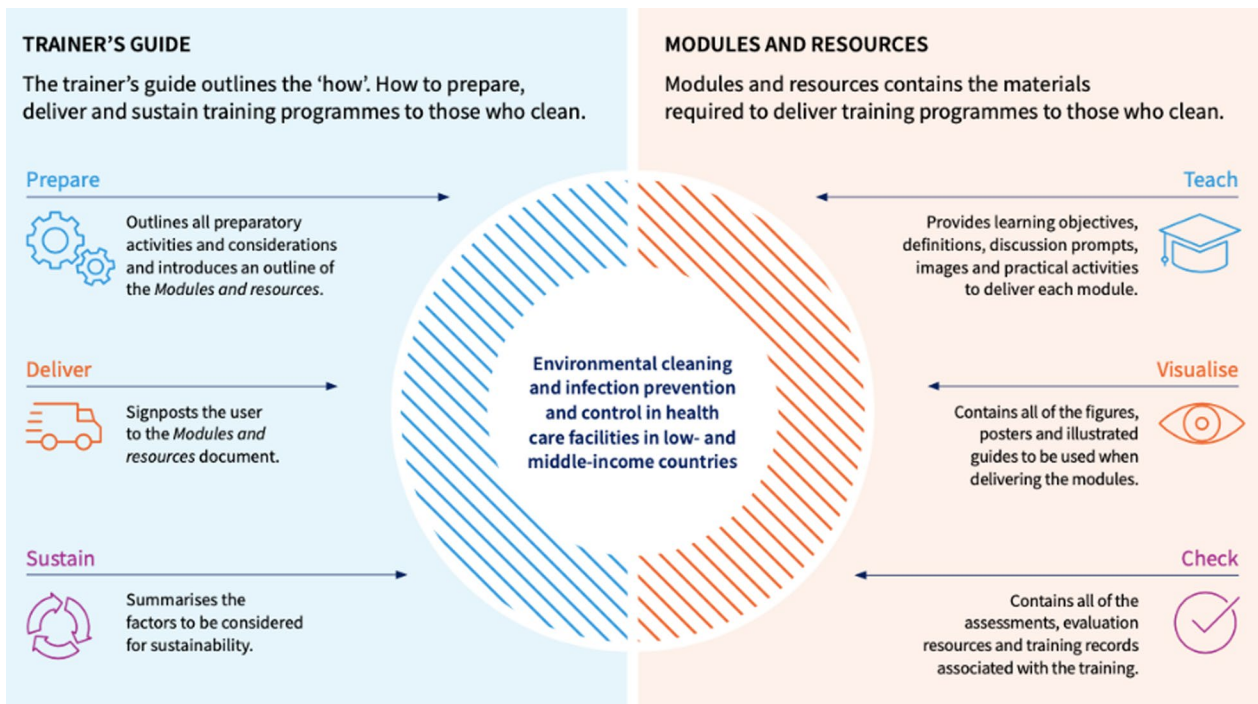 TRAINER’S GUIDE
The trainer’s guide outlines the ‘how’. How to prepare,
deliver and sustain training programmes to those who clean.
Prepare
Outlines all preparatory
activities and considerations
and introduces an outline of
the Modules and resources.
Deliver
Signposts the user
to the Modules and
resources document.
Sustain
Summarises the
factors to be considered
for sustainability.
Environmental cleaning
and infection prevention
and control in health
care facilities in low- and
middle-income countries
MODULES AND RESOURCES
Modules and resources contains the materials
required to deliver training programmes to those who clean.
Teach
Provides learning objectives,
definitions, discussion prompts,
images and practical activities
to deliver each module.
Visualise
Contains all of the figures,
posters and illustrated
guides to be used when
delivering the modules.
Check
Contains all of the
assessments, evaluation
resources and training records
associated with the training.